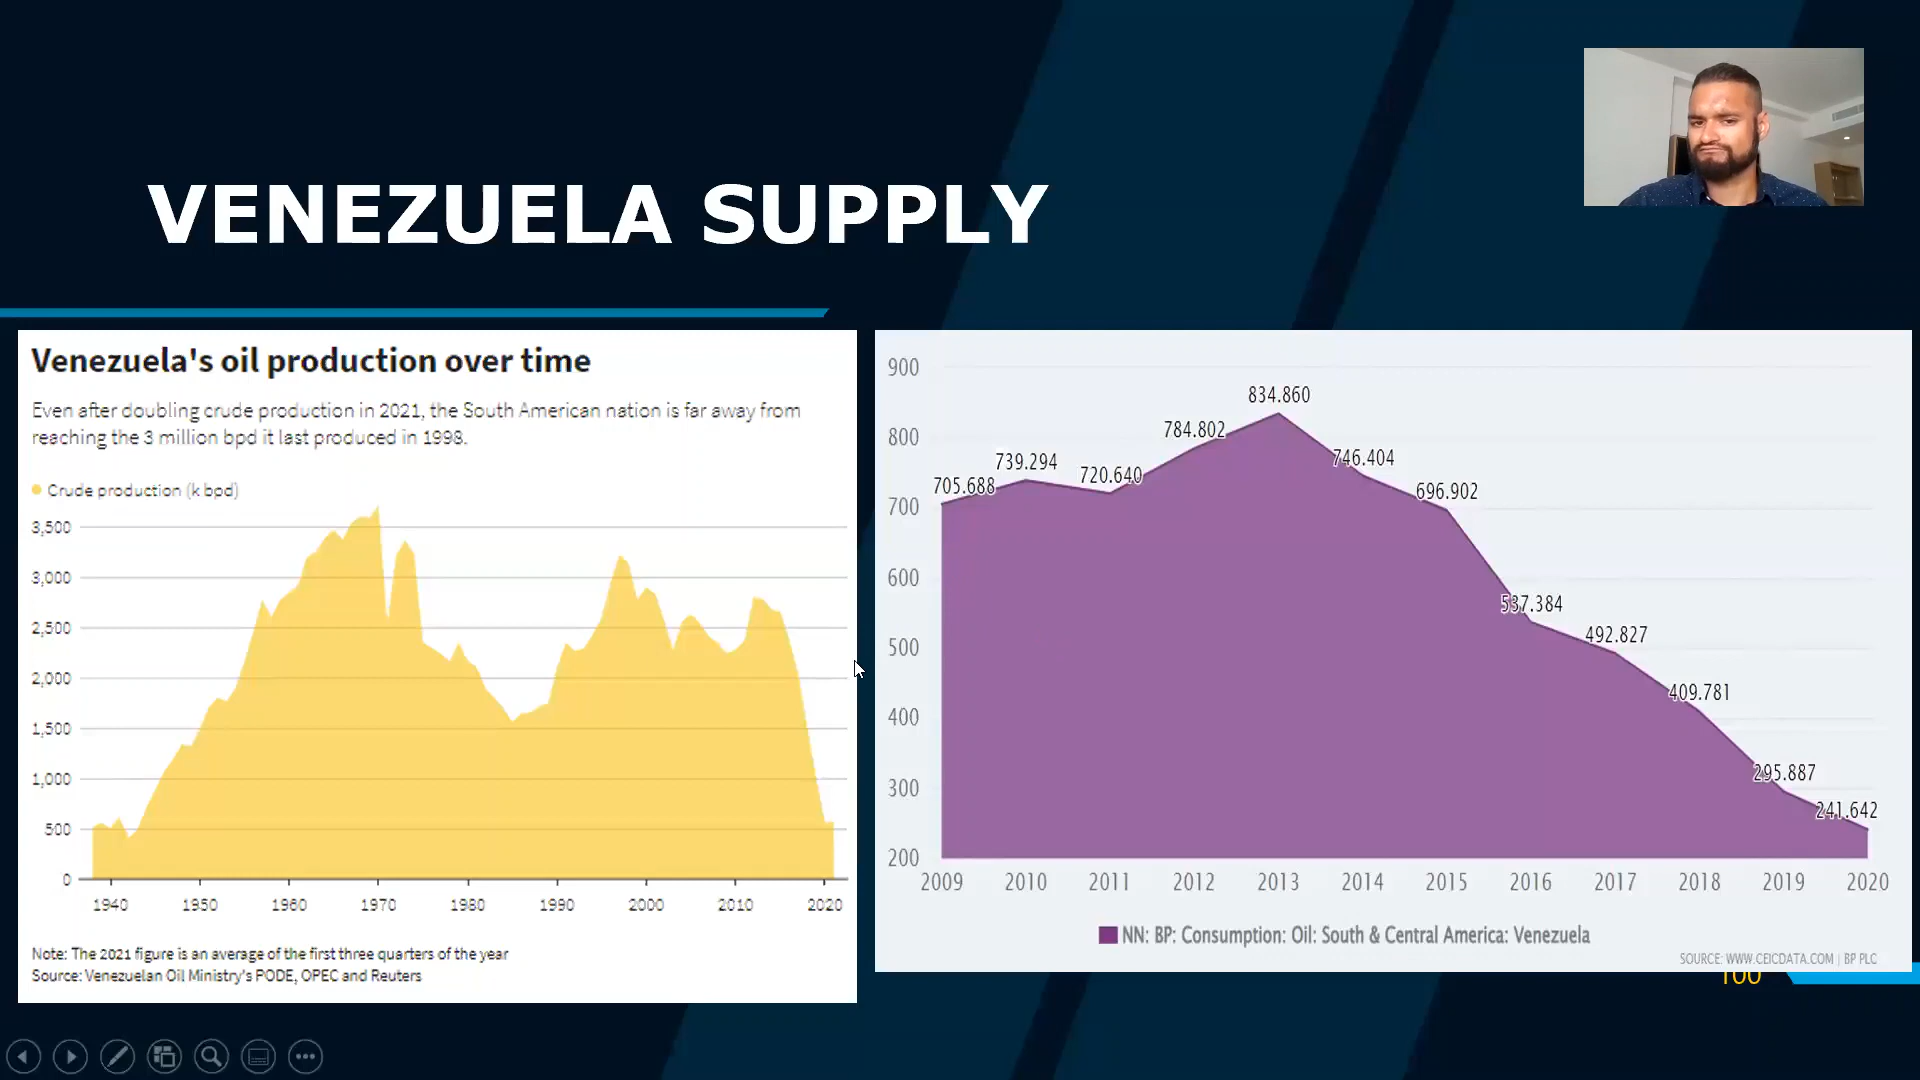 VENEZUELA SUPPLY
Venezuela's oil production over time
Even after doubling crude production in 2021, the South American nation is far away from
reaching the 3 million bpd it last produced in 1998.
Crude production (k bpd)
3,500
3,000
2,500
2,000
1,500
1,000
500
0
1940 1950 1960 1970 1980 1990 2000 2010 2020
Note: The 2021 figure is an average of the first three quarters of the year
Source: Venezuelan Oil Ministry's PODE, OPEC and Reuters
900
800
700
600
500
400
300
200
705.688
739.294
720.640
784.802
834.860
746.404
696.902
537.384
492.827
409.781
295.887
241.642
2009 2010 2011 2012 2013 2014 2015 2016 2017 2018 2019 2020
NN: BP: Consumption: Oil: South & Central America: Venezuela
SOURCE: WWW.CEICDATA.COM | BP PLC
100